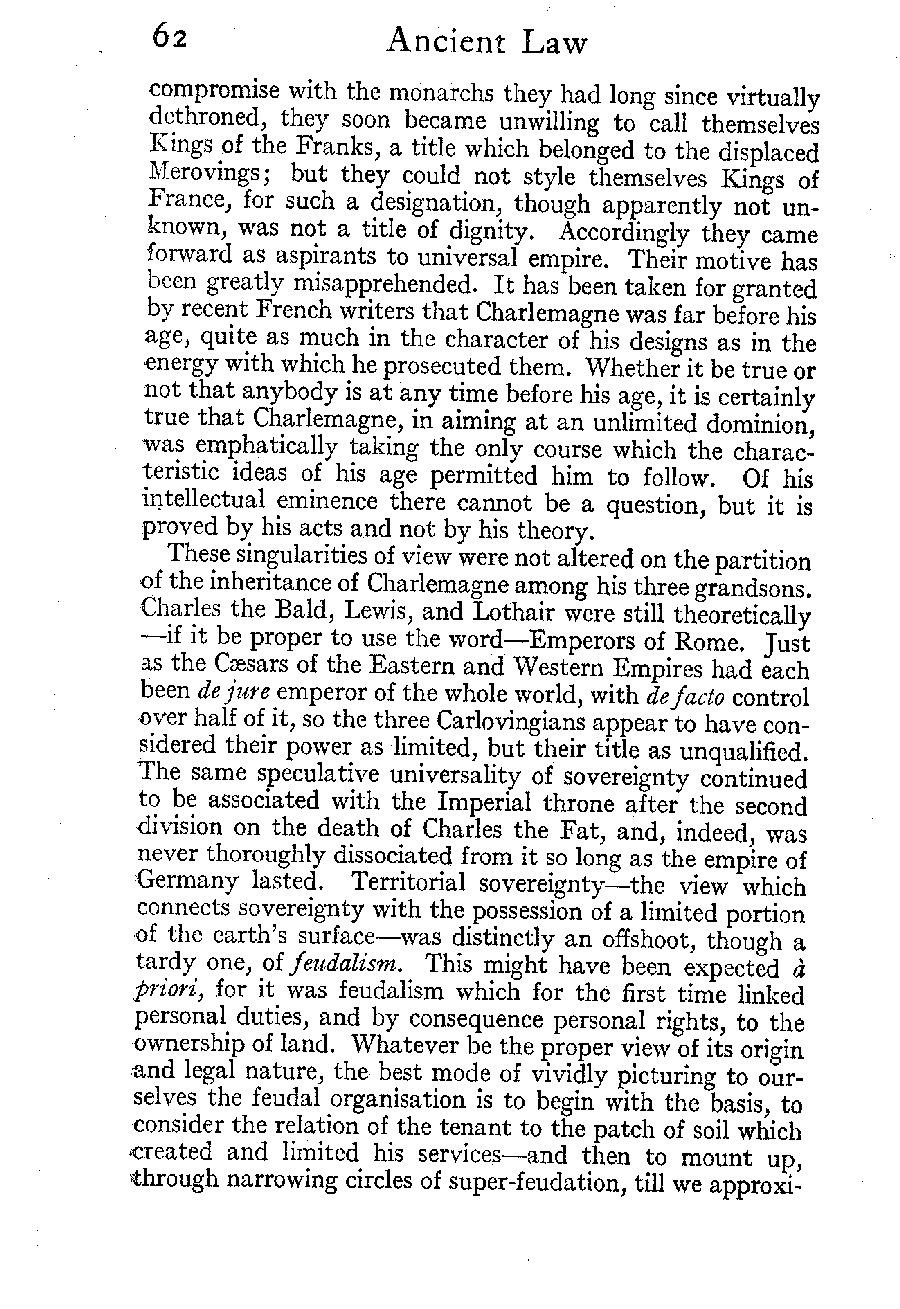 62 Ancient Law
compromise with the monarchs they had long since virtually
dethroned, they soon became unwilling to call themselves
Kings of the Franks, a title which belonged to the displaced
Merovings; but they could not style themselves Kings of
France, for such a designation, though apparently not un-
known, was not a title of dignity. Accordingly they came
forward as aspirants to universal empire. Their motive has
been greatly misapprehended. It has been taken for granted
by recent French writers that Charlemagne was far before his
age, quite as much in the character of his designs as in the
energy with which he prosecuted them. Whether it be true or
not that anybody is at any time before his age, it is certainly
true that Charlemagne, in aiming at an unlimited dominion,
was emphatically taking the only course which the charac-
teristic ideas of his age permitted him to follow. Of his
intellectual eminence there cannot be a question, but it is
proved by his acts and not by his theory.
These singularities of view were not altered on the partition
of the inheritance of Charlemagne among his three grandsons.
Charles the Bald, Lewis, and Lothair were still theoretically
—if it be proper to use the word—Emperors of Rome. Just
as the Cæsars of the Eastern and Western Empires had each
been de jure emperor of the whole world, with de facto control
over half of it, so the three Carlovingians appear to have con-
sidered their power as limited, but their title as unqualified.
The same speculative universality of sovereignty continued
to be associated with the Imperial throne after the second
division on the death of Charles the Fat, and, indeed, was
never thoroughly dissociated from it so long as the empire of
Germany lasted. Territorial sovereignty—the view which
connects sovereignty with the possession of a limited portion
of the earth's surface—was distinctly an offshoot, though a
tardy one, of feudalism. This might have been expected à
priori, for it was feudalism which for the first time linked
personal duties, and by consequence personal rights, to the
ownership of land. Whatever be the proper view of its origin
and legal nature, the best mode of vividly picturing to our-
selves the feudal organisation is to begin with the basis, to
consider the relation of the tenant to the patch of soil which
created and limited his services—and then to mount up,
through narrowing circles of super-feudation, till we approxi-